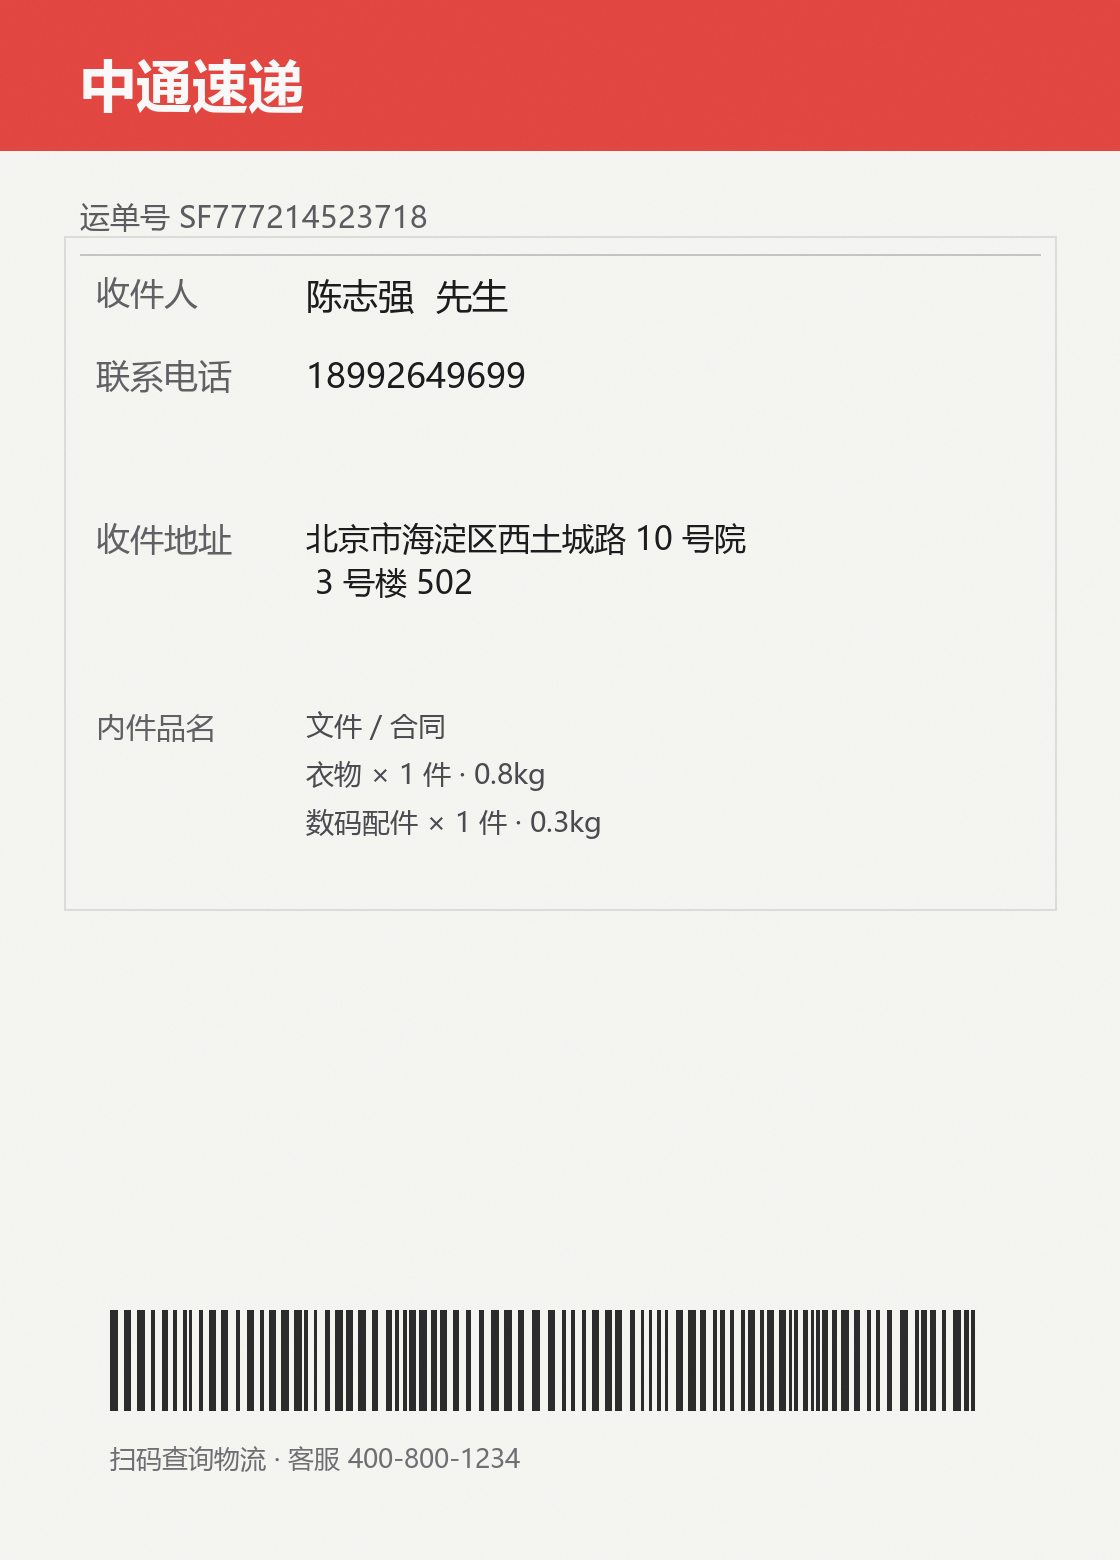 中通速递
运单号 SF777214523718
收件人 陈志强 先生
联系电话 18992649699
收件地址 北京市海淀区西土城路 10 号院
3 号楼 502
内件品名 文件 / 合同
衣物 × 1 件 · 0.8kg
数码配件 × 1 件 · 0.3kg
扫码查询物流 · 客服 400-800-1234